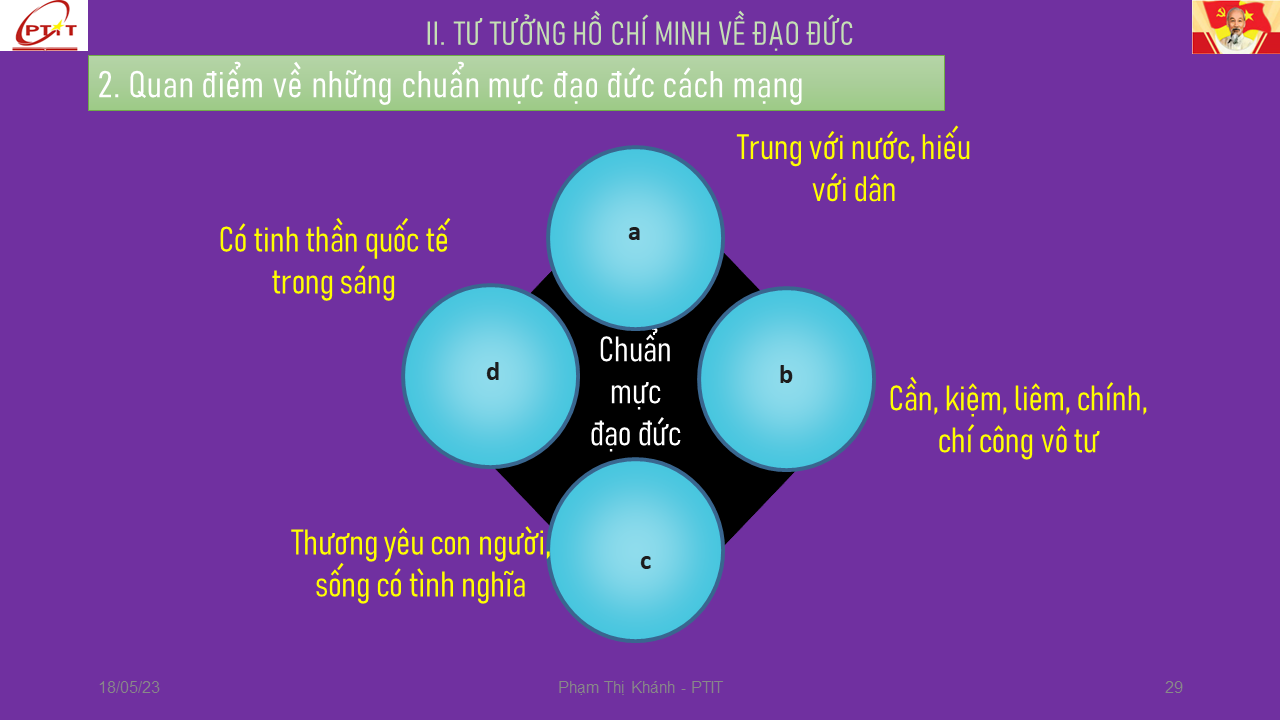 PTIT
II. TƯ TƯỞNG HỒ CHÍ MINH VỀ ĐẠO ĐỨC
2. Quan điểm về những chuẩn mực đạo đức cách mạng
Trung với nước, hiếu
với dân
a
Có tinh thần quốc tế
trong sáng
d
Chuẩn
mực
đạo đức
b
Cần, kiệm, liêm, chính,
chí công vô tư
Thương yêu con người,
sống có tình nghĩa
c
18/05/23
Phạm Thị Khánh - PTIT
29